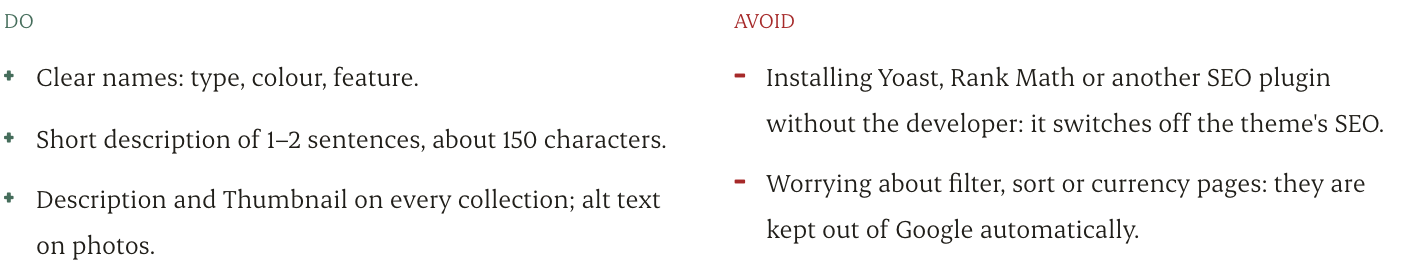 DO
Clear names: type, colour, feature.
Short description of 1–2 sentences, about 150 characters.
Description and Thumbnail on every collection; alt text
on photos.
AVOID
Installing Yoast, Rank Math or another SEO plugin
without the developer: it switches off the theme's SEO.
Worrying about filter, sort or currency pages: they are
kept out of Google automatically.